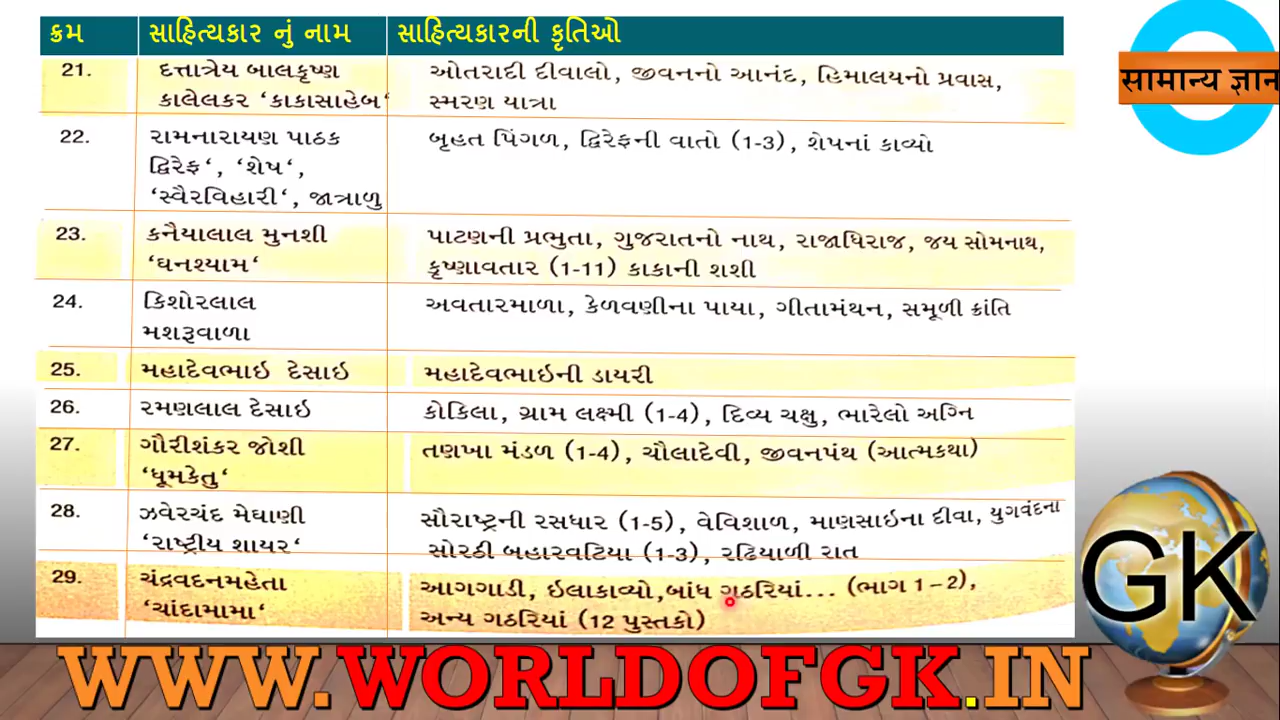 ક્રમ સાહિત્યકાર નું નામ સાહિત્યકારની કૃતિઓ
સામાન્ય જ્ઞાન
21. દત્તાત્રેય બાલકૃષ્ણ ઓતરાદી દીવાલો, જીવનનો આનંદ, હિમાલયનો પ્રવાસ,
કાલેલકર ‘કાકાસાહેબ‘ સ્મરણ યાત્રા
22. રામનારાયણ પાઠક બૃહત પિંગળ, દ્વિરેફની વાતો (1-3), શેષનાં કાવ્યો
દ્વિરેફ‘, ‘શેષ‘,
‘સ્વૈરવિહારી‘, જાત્રાળુ
23. કનૈયાલાલ મુનશી પાટણની પ્રભુતા, ગુજરાતનો નાથ, રાજાધિરાજ, જય સોમનાથ,
‘ઘનશ્યામ‘ કૃષ્ણાવતાર (1-11) કાકાની શશી
24. કિશોરલાલ અવતારમાળા, કેળવણીના પાયા, ગીતામંથન, સમૂળી ક્રાંતિ
મશરૂવાળા
25. મહાદેવભાઇ દેસાઇ મહાદેવભાઇની ડાયરી
26. રમણલાલ દેસાઇ કોકિલા, ગ્રામ લક્ષ્મી (1-4), દિવ્ય ચક્ષુ, ભારેલો અગ્નિ
27. ગૌરીશંકર જોશી તણખા મંડળ (1-4), ચૌલાદેવી, જીવનપંથ (આત્મકથા)
‘ધૂમકેતુ‘
28. ઝવેરચંદ મેઘાણી સૌરાષ્ટ્રની રસધાર (1-5), વેવિશાળ, માણસાઇના દીવા, યુગવંદના
‘રાષ્ટ્રીય શાયર‘ સોરઠી બહારવટિયા (1-3), રઢિયાળી રાત
29. ચંદ્રવદનમહેતા આગગાડી, ઇલાકાવ્યો,બાંધ ગઠરિયાં... (ભાગ 1–2),
‘ચાંદામામા‘ અન્ય ગઠરિયાં (12 પુસ્તકો)
GK
WWW.WORLDOFGK.IN